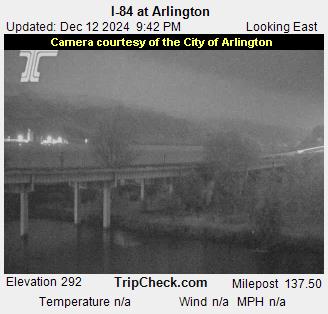 I-84 at Arlington
Updated: Dec 12 2024 9:42 PM Looking East
Camera courtesy of the City of Arlington
Elevation 292 TripCheck.com Milepost 137.50
Temperature n/a Wind n/a MPH n/a